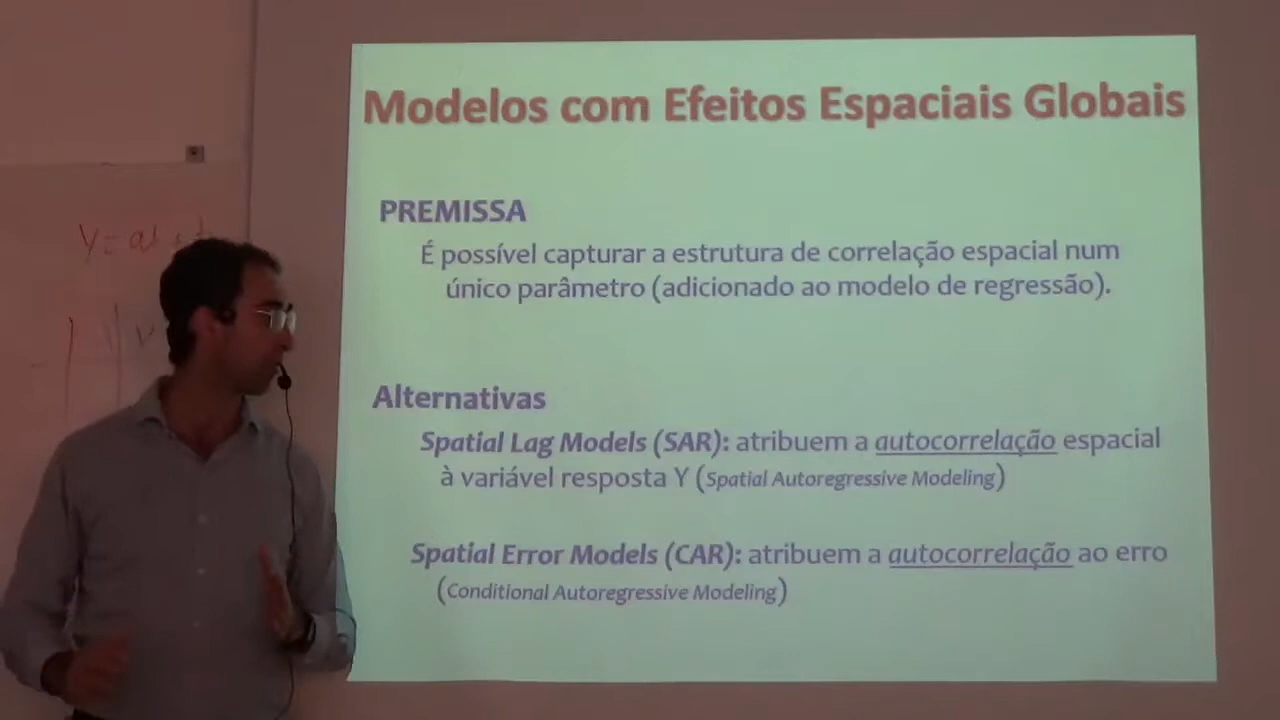 Modelos com Efeitos Espaciais Globais
PREMISSA
É possível capturar a estrutura de correlação espacial num
único parâmetro (adicionado ao modelo de regressão).
Alternativas
Spatial Lag Models (SAR): atribuem a autocorrelação espacial
à variável resposta Y (Spatial Autoregressive Modeling)
Spatial Error Models (CAR): atribuem a autocorrelação ao erro
(Conditional Autoregressive Modeling)